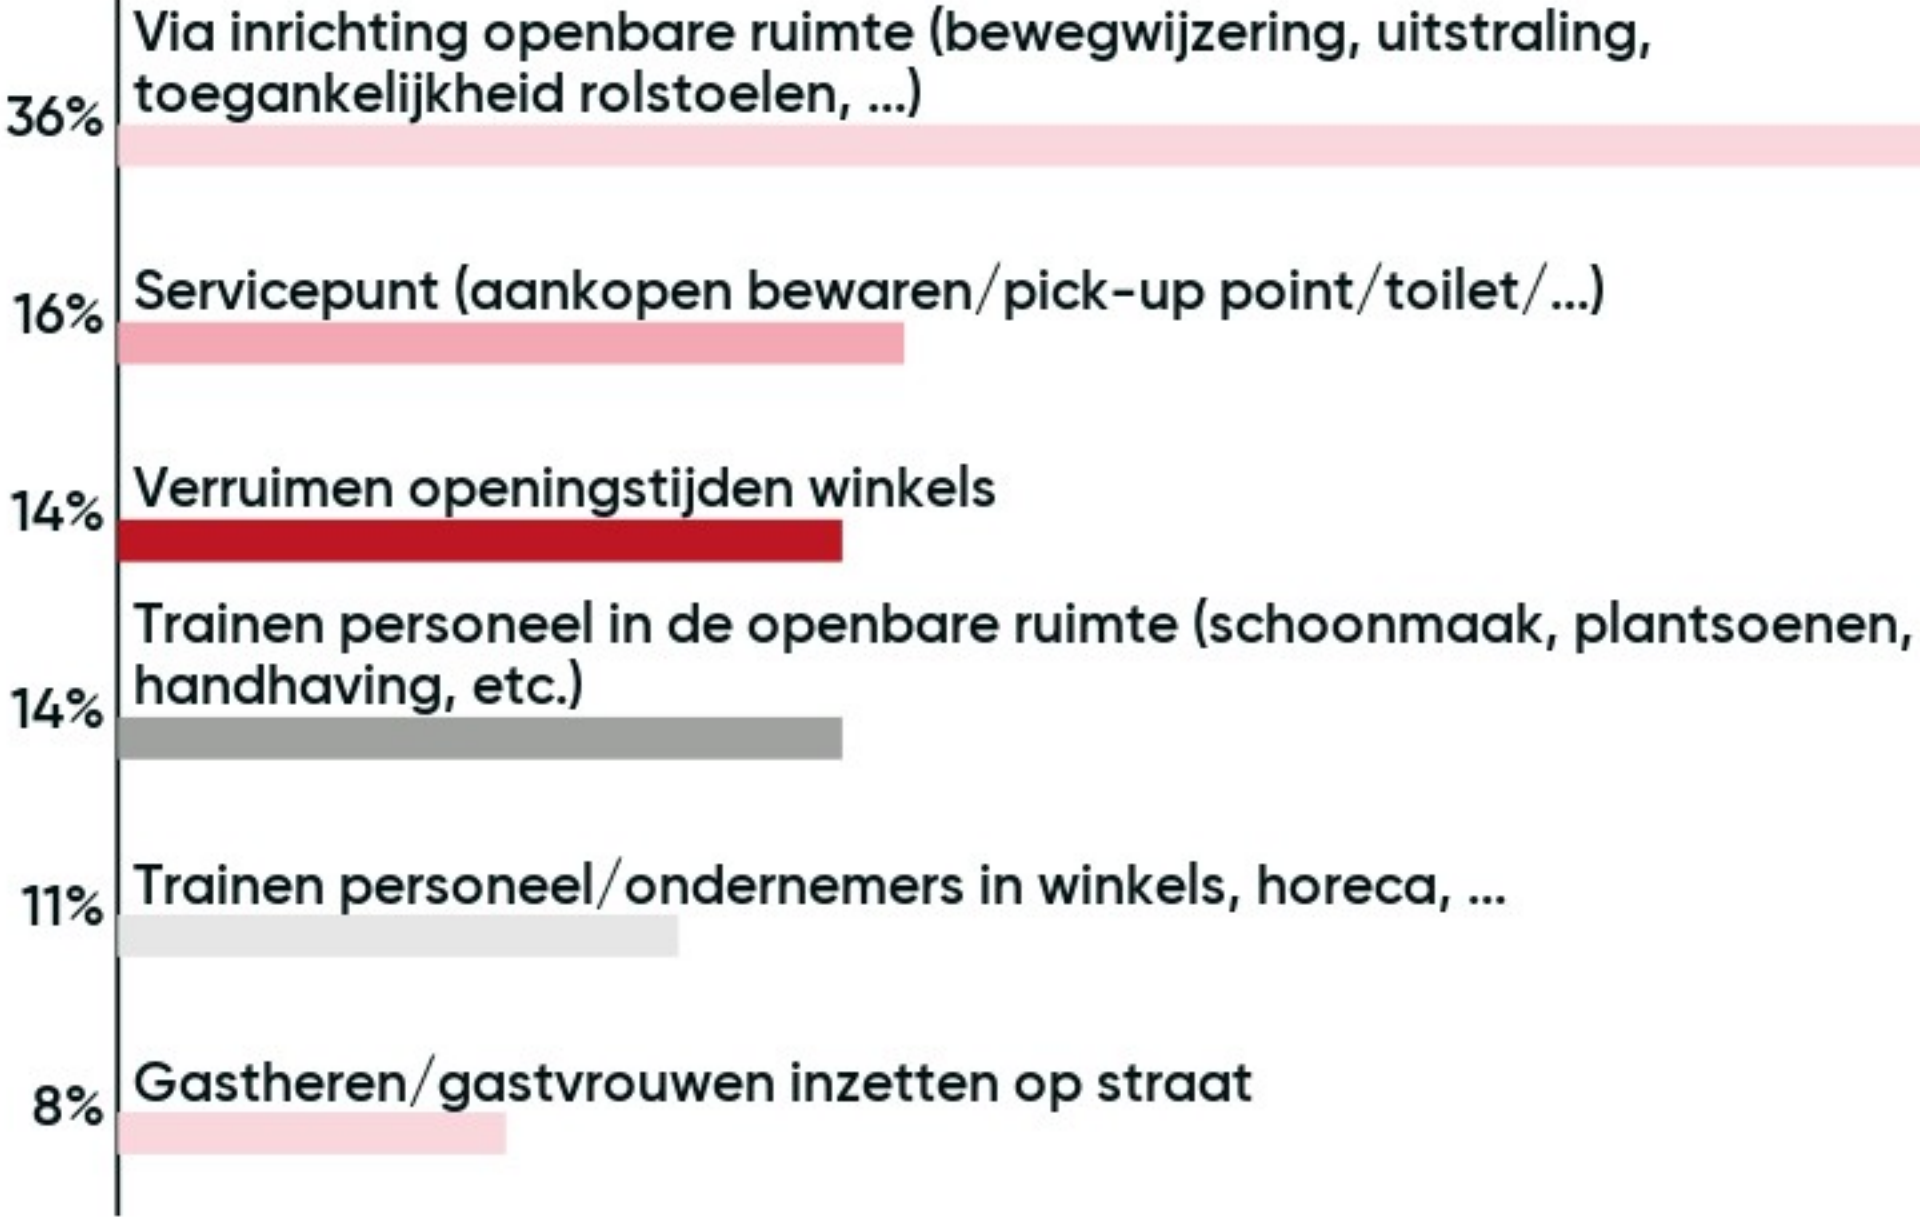 Via inrichting openbare ruimte (bewegwijzering, uitstraling,
toegankelijkheid rolstoelen, ...)
36%
Servicepunt (aankopen bewaren/pick-up point/toilet/...)
16%
Verruimen openingstijden winkels
14%
Trainen personeel in de openbare ruimte (schoonmaak, plantsoenen,
handhaving, etc.)
14%
Trainen personeel/ondernemers in winkels, horeca, ...
11%
Gastheren/gastvrouwen inzetten op straat
8%